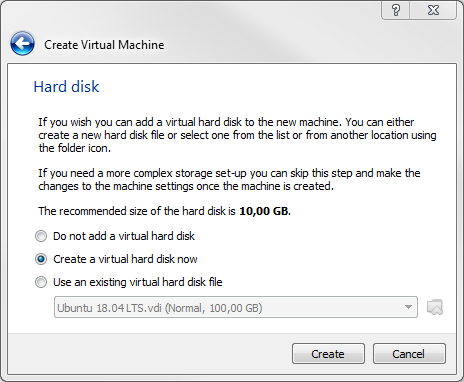 Create Virtual Machine
Hard disk
If you wish you can add a virtual hard disk to the new machine. You can either
create a new hard disk file or select one from the list or from another location using
the folder icon.
If you need a more complex storage set-up you can skip this step and make the
changes to the machine settings once the machine is created.
The recommended size of the hard disk is 10,00 GB.
Do not add a virtual hard disk
Create a virtual hard disk now
Use an existing virtual hard disk file
Ubuntu 18.04 LTS.vdi (Normal, 100,00 GB)
Create Cancel